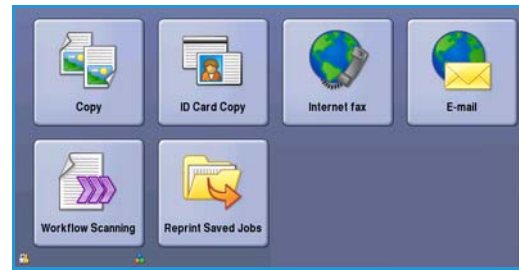 Copy
ID Card Copy
Internet fax
E-mail
Workflow Scanning
Reprint Saved Jobs